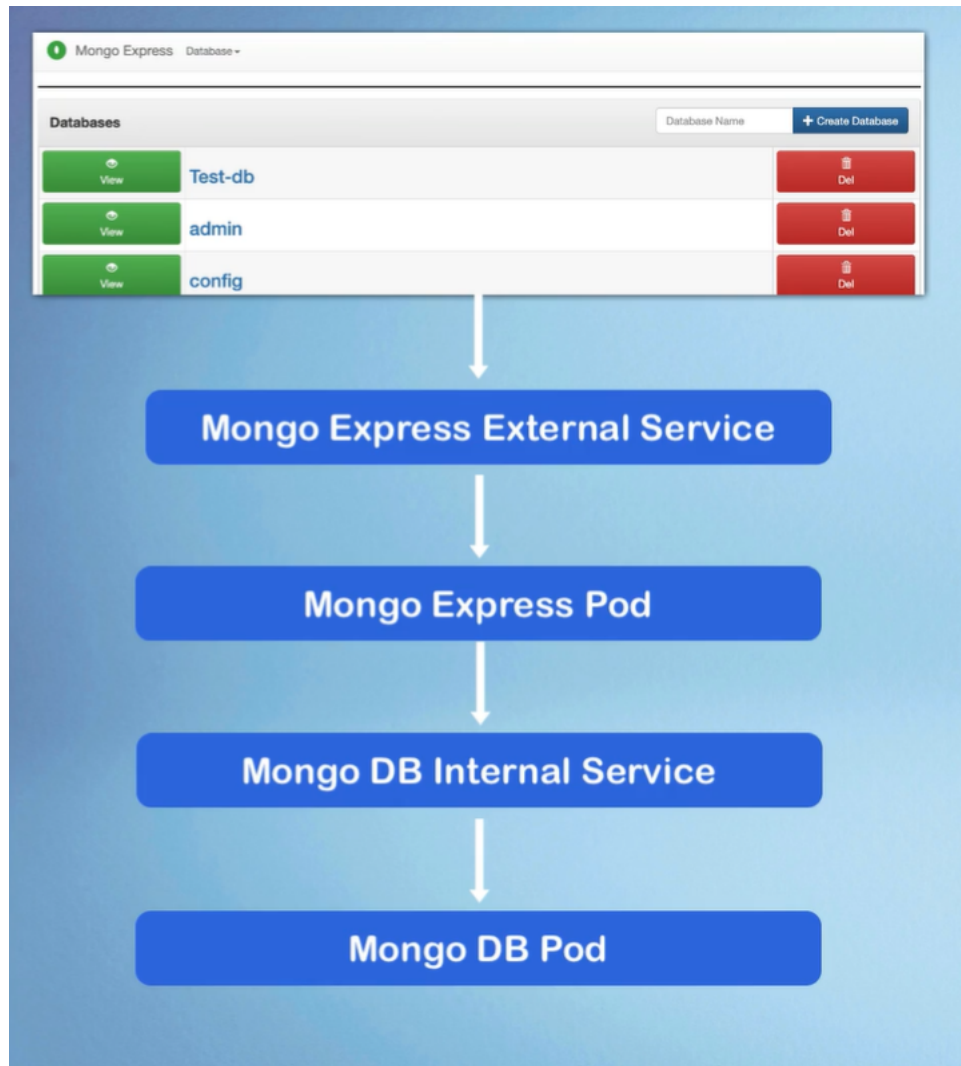 Mongo Express Database
Databases Database Name + Create Database
View Test-db Del
View admin Del
View config Del
Mongo Express External Service
Mongo Express Pod
Mongo DB Internal Service
Mongo DB Pod